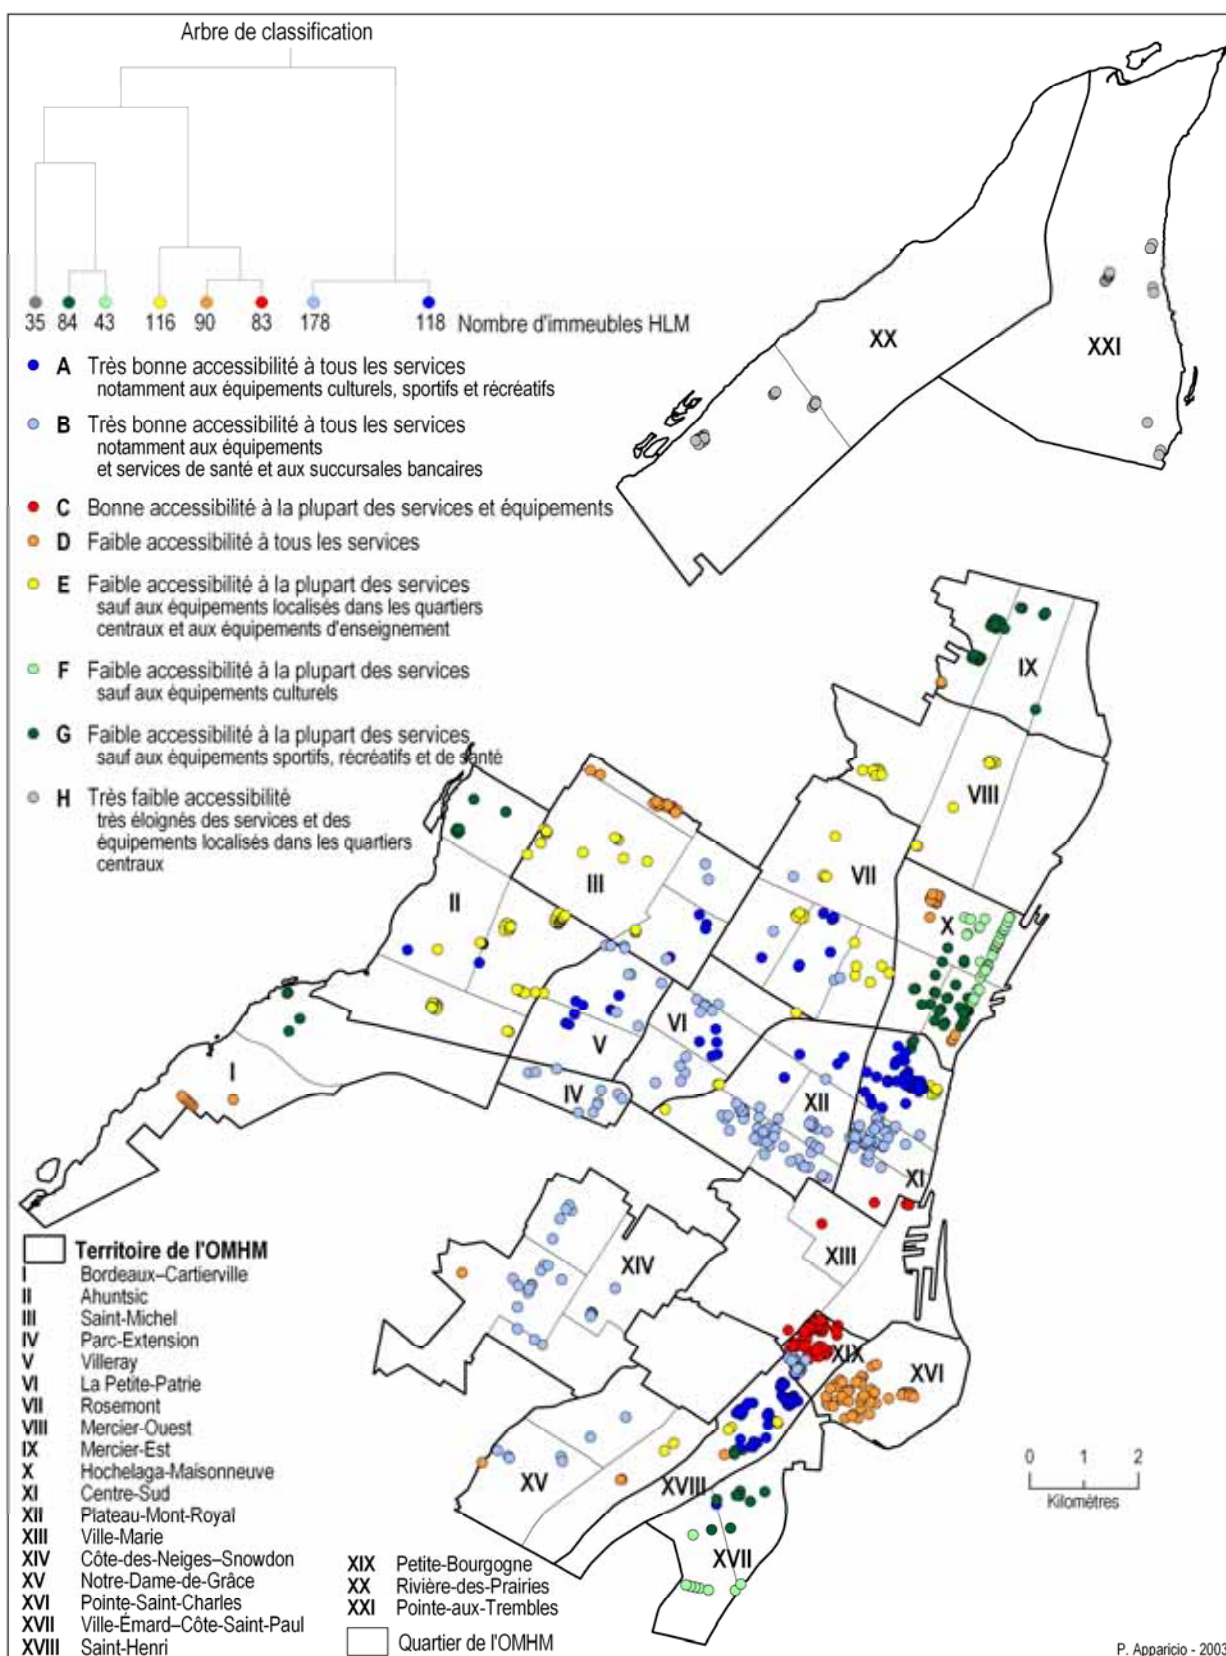 Arbre de classification
35 84 43 116 90 83 178 118 Nombre d'immeubles HLM
A Très bonne accessibilité à tous les services
notamment aux équipements culturels, sportifs et récréatifs
B Très bonne accessibilité à tous les services
notamment aux équipements
et services de santé et aux succursales bancaires
C Bonne accessibilité à la plupart des services et équipements
D Faible accessibilité à tous les services
E Faible accessibilité à la plupart des services
sauf aux équipements localisés dans les quartiers
centraux et aux équipements d'enseignement
F Faible accessibilité à la plupart des services
sauf aux équipements culturels
G Faible accessibilité à la plupart des services
sauf aux équipements sportifs, récréatifs et de santé
H Très faible accessibilité
très éloignés des services et des
équipements localisés dans les quartiers
centraux
XX
XXI
IX
VIII
VII
III
II
X
VI
V
I
IV
XII
XI
XIII
XIV
XIX
XVI
XV
XVIII
XVII
0 1 2
Kilomètres
Territoire de l'OMHM
I Bordeaux–Cartierville
II Ahuntsic
III Saint-Michel
IV Parc-Extension
V Villeray
VI La Petite-Patrie
VII Rosemont
VIII Mercier-Ouest
IX Mercier-Est
X Hochelaga-Maisonneuve
XI Centre-Sud
XII Plateau-Mont-Royal
XIII Ville-Marie
XIV Côte-des-Neiges–Snowdon
XV Notre-Dame-de-Grâce
XVI Pointe-Saint-Charles
XVII Ville-Émard–Côte-Saint-Paul
XVIII Saint-Henri
XIX Petite-Bourgogne
XX Rivière-des-Prairies
XXI Pointe-aux-Trembles
Quartier de l'OMHM
P. Apparicio - 2003